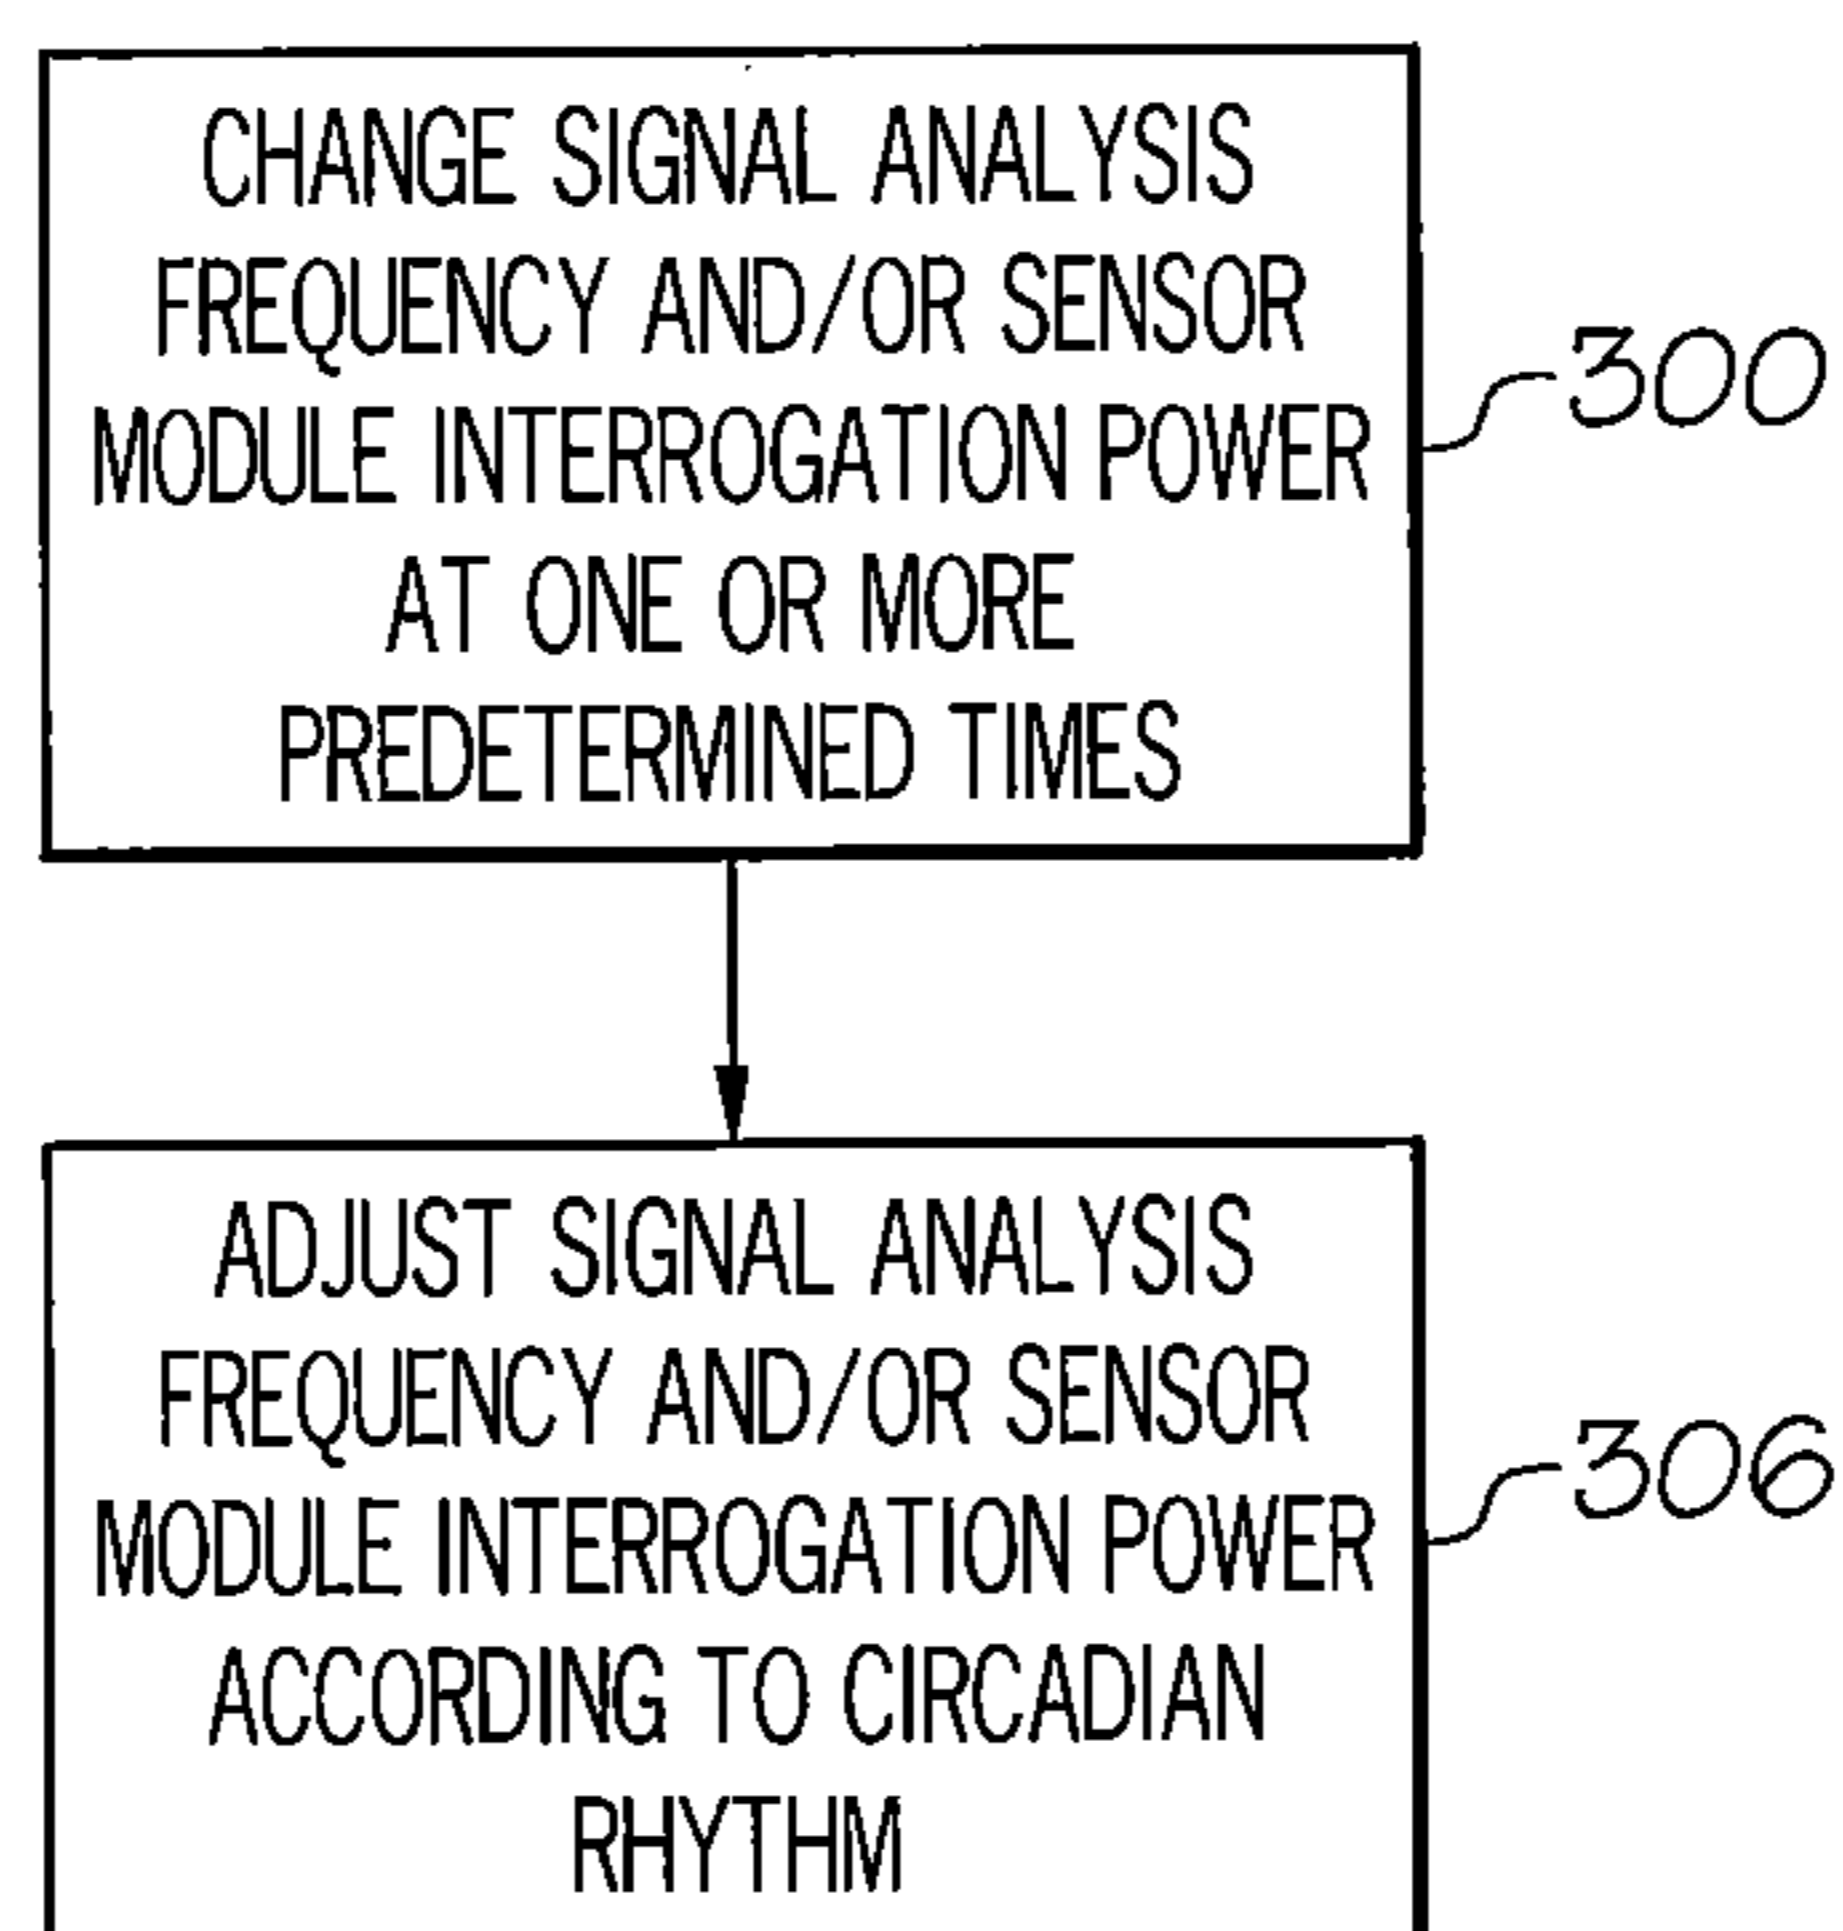 CHANGE SIGNAL ANALYSIS
FREQUENCY AND/OR SENSOR
MODULE INTERROGATION POWER
AT ONE OR MORE
PREDETERMINED TIMES
300
ADJUST SIGNAL ANALYSIS
FREQUENCY AND/OR SENSOR
MODULE INTERROGATION POWER
ACCORDING TO CIRCADIAN
RHYTHM
306